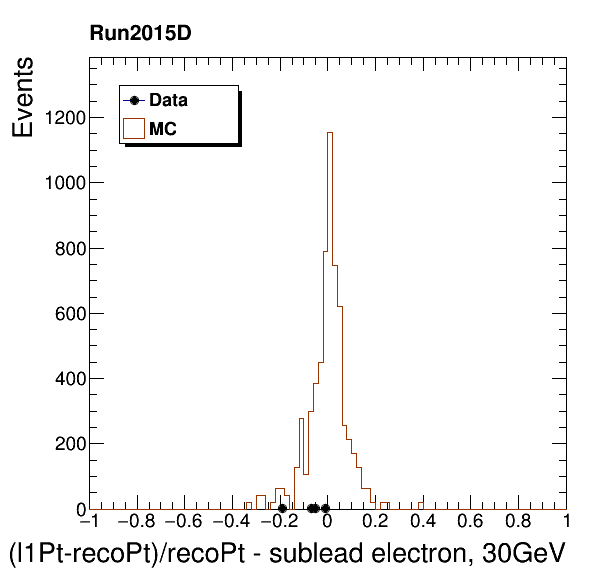 Run2015D
Events
Data
MC
1200
1000
800
600
400
200
0
−1 −0.8 −0.6 −0.4 −0.2 0 0.2 0.4 0.6 0.8 1
(l1Pt-recoPt)/recoPt - sublead electron, 30GeV